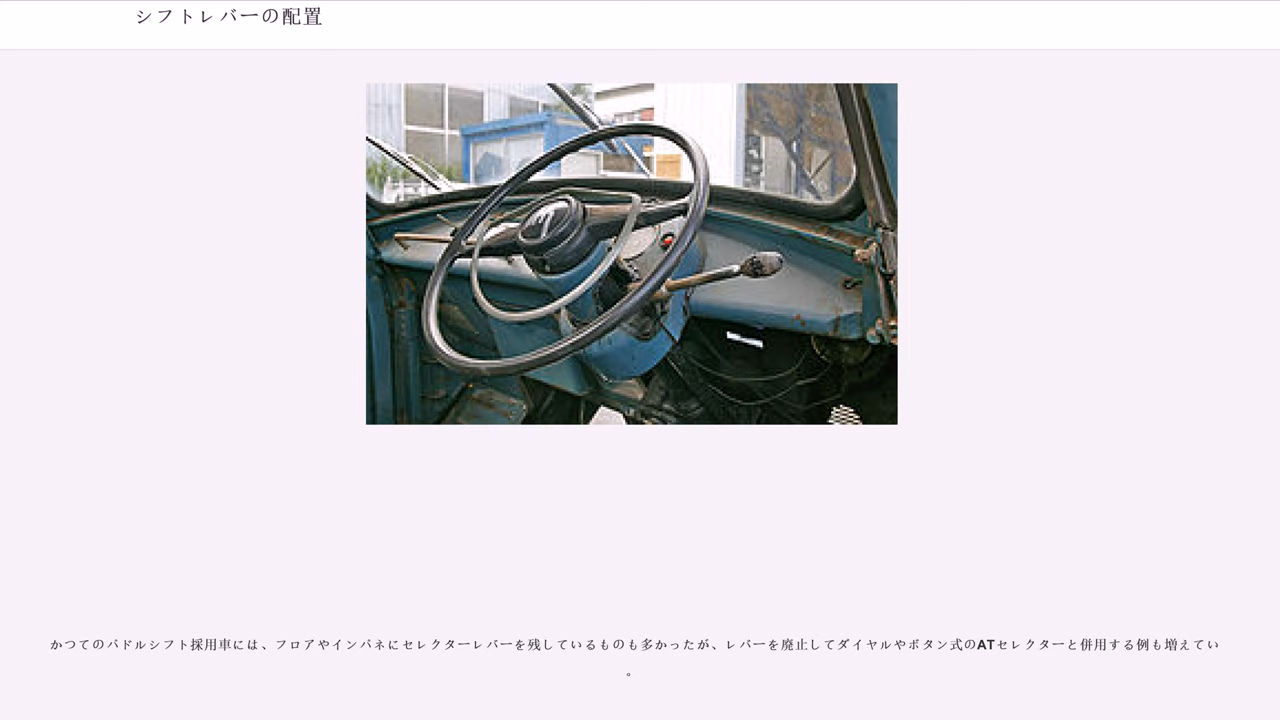 シフトレバーの配置
かつてのパドルシフト採用車には、フロアやインパネにセレクターレバーを残しているものも多かったが、レバーを廃止してダイヤルやボタン式のATセレクターと併用する例も増えてい
。